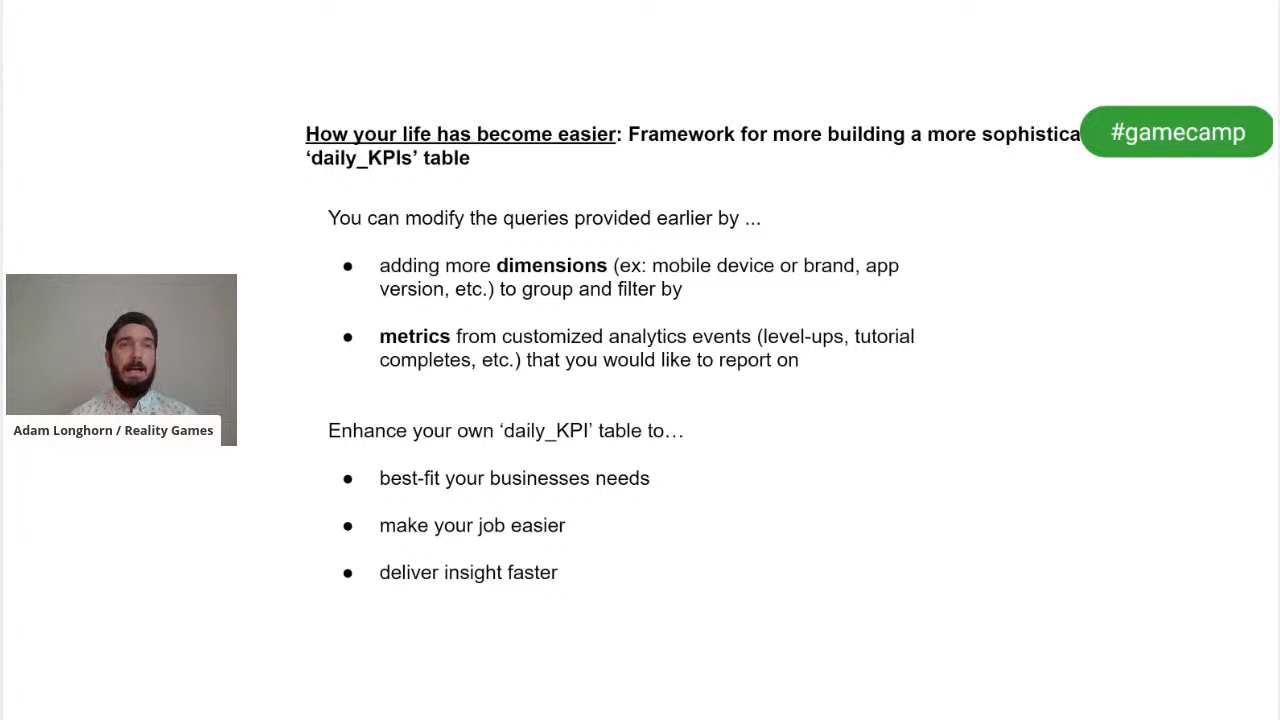 How your life has become easier: Framework for more building a more sophistica
#gamecamp
‘daily_KPIs’ table
You can modify the queries provided earlier by ...
● adding more dimensions (ex: mobile device or brand, app
version, etc.) to group and filter by
● metrics from customized analytics events (level-ups, tutorial
completes, etc.) that you would like to report on
Adam Longhorn / Reality Games
Enhance your own ‘daily_KPI’ table to…
● best-fit your businesses needs
● make your job easier
● deliver insight faster